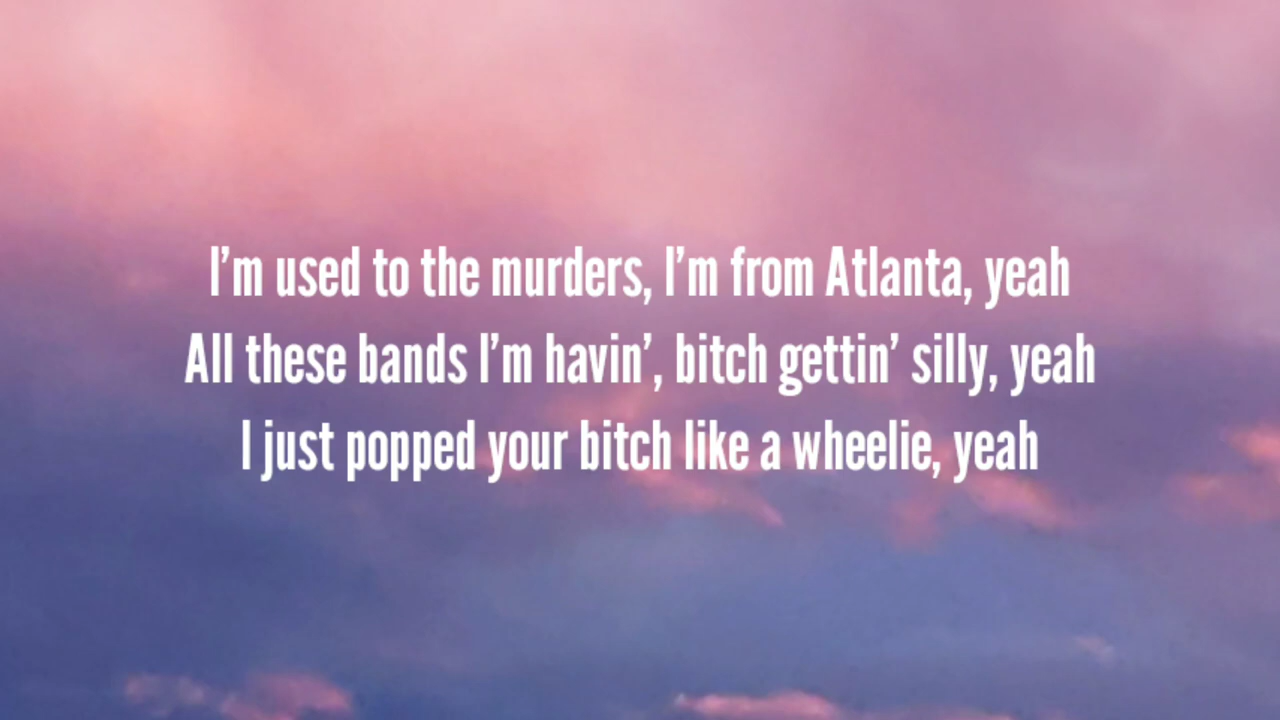 I’m used to the murders, I’m from Atlanta, yeah
All these bands I’m havin’, bitch gettin’ silly, yeah
I just popped your bitch like a wheelie, yeah